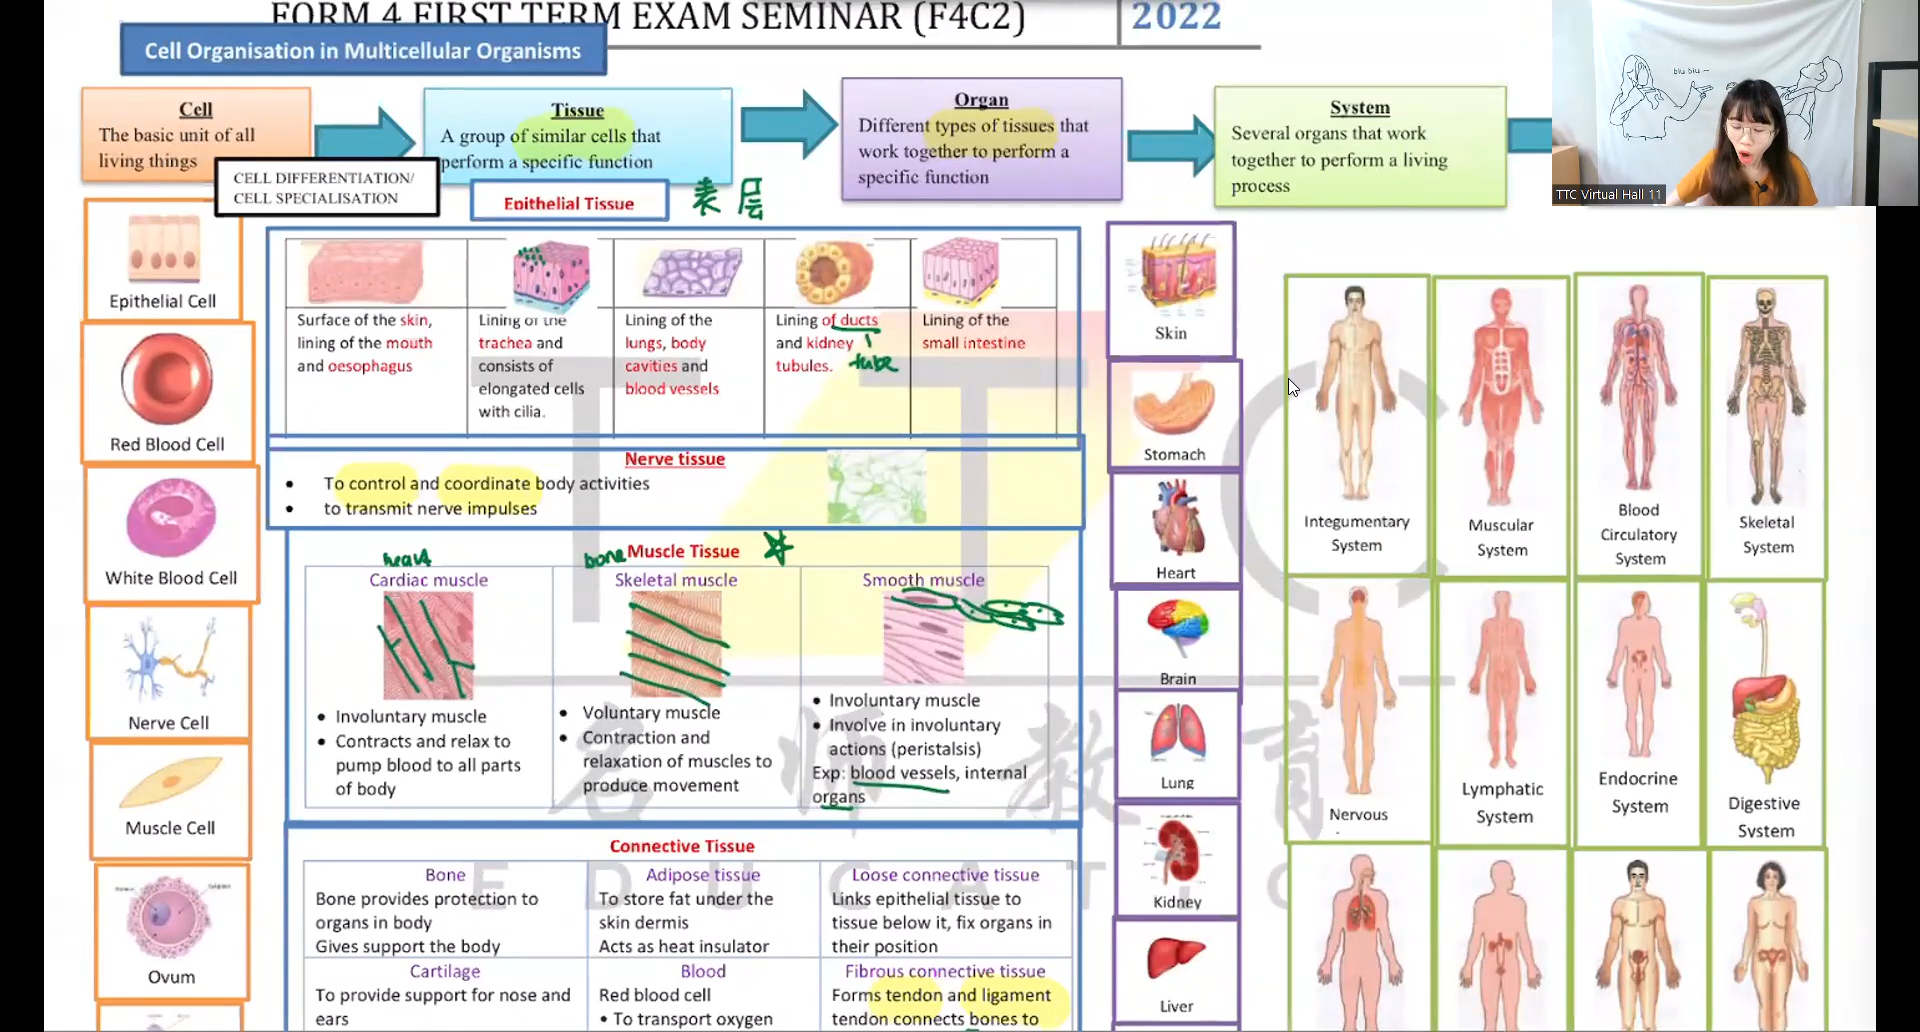 FORM 4 FIRST TERM EXAM SEMINAR (F4C2)
2022
Cell Organisation in Multicellular Organisms
Cell
The basic unit of all
living things
CELL DIFFERENTIATION/
CELL SPECIALISATION
Tissue
A group of similar cells that
perform a specific function
Organ
Different types of tissues that
work together to perform a
specific function
System
Several organs that work
together to perform a living
process
biu biu
TTC Virtual Hall 11
Epithelial Tissue
表层
Surface of the skin,
lining of the mouth
and oesophagus
Lining of the
trachea and
consists of
elongated cells
with cilia.
Lining of the
lungs, body
cavities and
blood vessels
Lining of ducts
and kidney
tubules.
tube
Lining of the
small intestine
Nerve tissue
• To control and coordinate body activities
• to transmit nerve impulses
Muscle Tissue
heart
Cardiac muscle
• Involuntary muscle
• Contracts and relax to
pump blood to all parts
of body
bone
Skeletal muscle
• Voluntary muscle
• Contraction and
relaxation of muscles to
produce movement
Smooth muscle
• Involuntary muscle
• Involve in involuntary
actions (peristalsis)
Exp: blood vessels, internal
organs
Connective Tissue
Bone
Bone provides protection to
organs in body
Gives support the body
Adipose tissue
To store fat under the
skin dermis
Acts as heat insulator
Loose connective tissue
Links epithelial tissue to
tissue below it, fix organs in
their position
Cartilage
To provide support for nose and
ears
Blood
Red blood cell
• To transport oxygen
Fibrous connective tissue
Forms tendon and ligament
tendon connects bones to
Epithelial Cell
Red Blood Cell
White Blood Cell
Nerve Cell
Muscle Cell
Ovum
Skin
Stomach
Heart
Brain
Lung
Kidney
Liver
Integumentary
System
Muscular
System
Blood
Circulatory
System
Skeletal
System
Nervous
Lymphatic
System
Endocrine
System
Digestive
System
TTC
名师教育
EDUCATIO